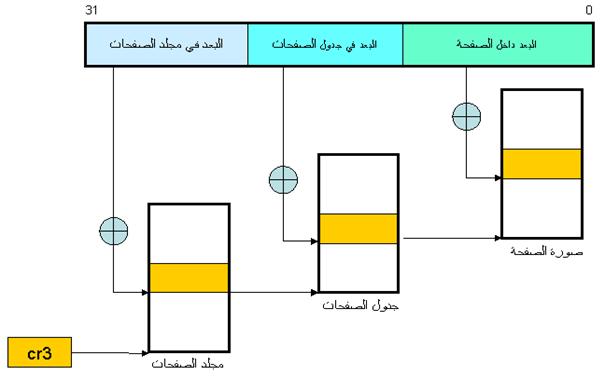 31
0
البعد في مجلد الصفحات
البعد في جدول الصفحات
البعد داخل الصفحة
صورة الصفحة
جدول الصفحات
cr3
مجلد الصفحات